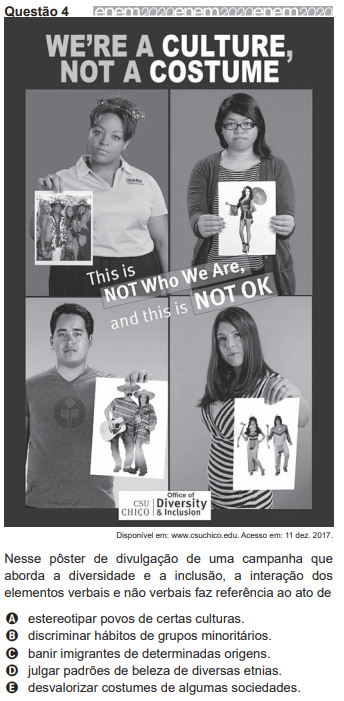 Questão 4
enem2020enem2020enem2020
WE'RE A CULTURE,
NOT A COSTUME
This is
NOT Who We Are,
and this is NOT OK
CSU
CHICO
Office of
Diversity
& Inclusion
Disponível em: www.csuchico.edu. Acesso em: 11 dez. 2017.
Nesse pôster de divulgação de uma campanha que
aborda a diversidade e a inclusão, a interação dos
elementos verbais e não verbais faz referência ao ato de
A estereotipar povos de certas culturas.
B discriminar hábitos de grupos minoritários.
C banir imigrantes de determinadas origens.
D julgar padrões de beleza de diversas etnias.
E desvalorizar costumes de algumas sociedades.